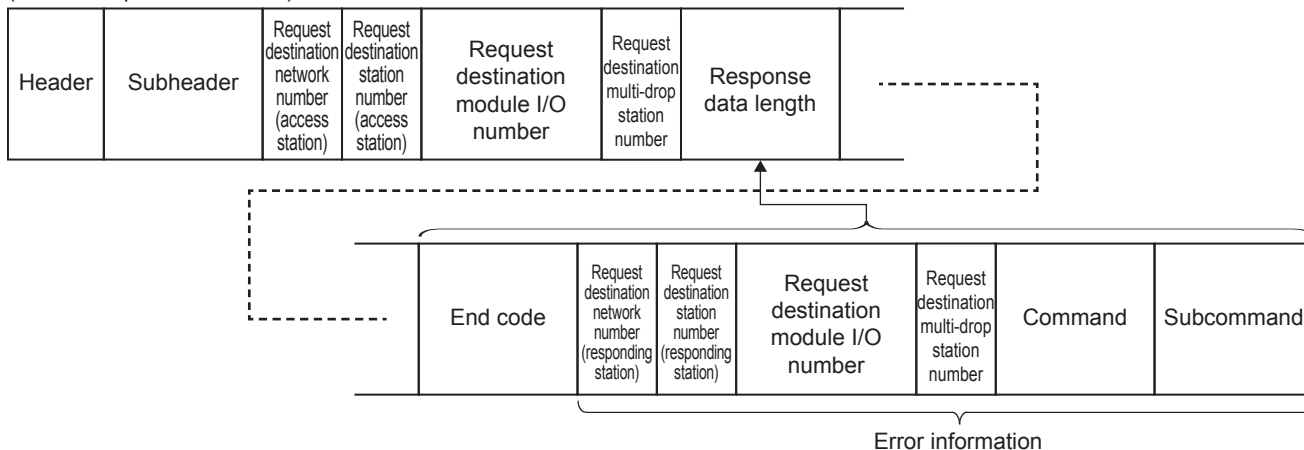 Header
Subheader
Request
destination
network
number
(access
station)
Request
destination
station
number
(access
station)
Request
destination
module I/O
number
Request
destination
multi-drop
station
number
Response
data length
End code
Request
destination
network
number
(responding
station)
Request
destination
station
number
(responding
station)
Request
destination
module I/O
number
Request
destination
multi-drop
station
number
Command
Subcommand
Error information